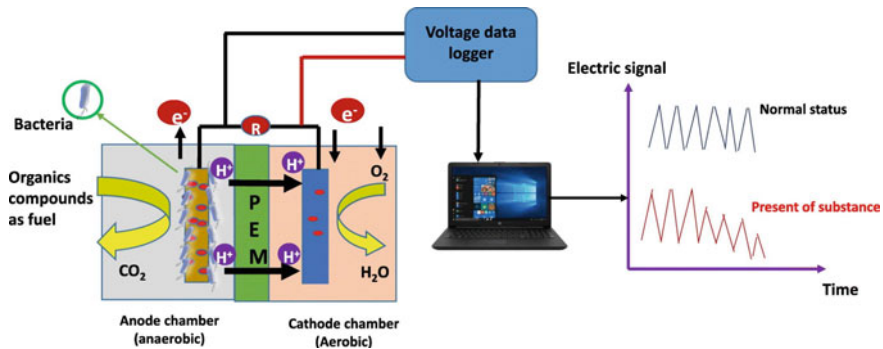 Voltage data
logger
Electric signal
Normal status
Present of substance
Time
Bacteria
e-
R
e-
Organics
compounds
as fuel
H+
H+
O₂
P
E
M
H+
H+
CO₂
H₂O
Anode chamber
(anaerobic)
Cathode chamber
(Aerobic)